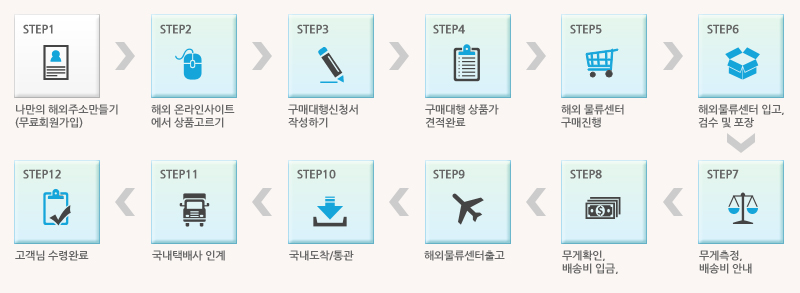 STEP1
나만의 해외주소만들기
(무료회원가입)
STEP2
해외 온라인사이트
에서 상품고르기
STEP3
구매대행신청서
작성하기
STEP4
구매대행 상품가
견적완료
STEP5
해외 물류센터
구매진행
STEP6
해외물류센터 입고,
검수 및 포장
STEP7
무게측정,
배송비 안내
STEP8
무게확인,
배송비 입금,
STEP9
해외물류센터출고
STEP10
국내도착/통관
STEP11
국내택배사 인계
STEP12
고객님 수령완료